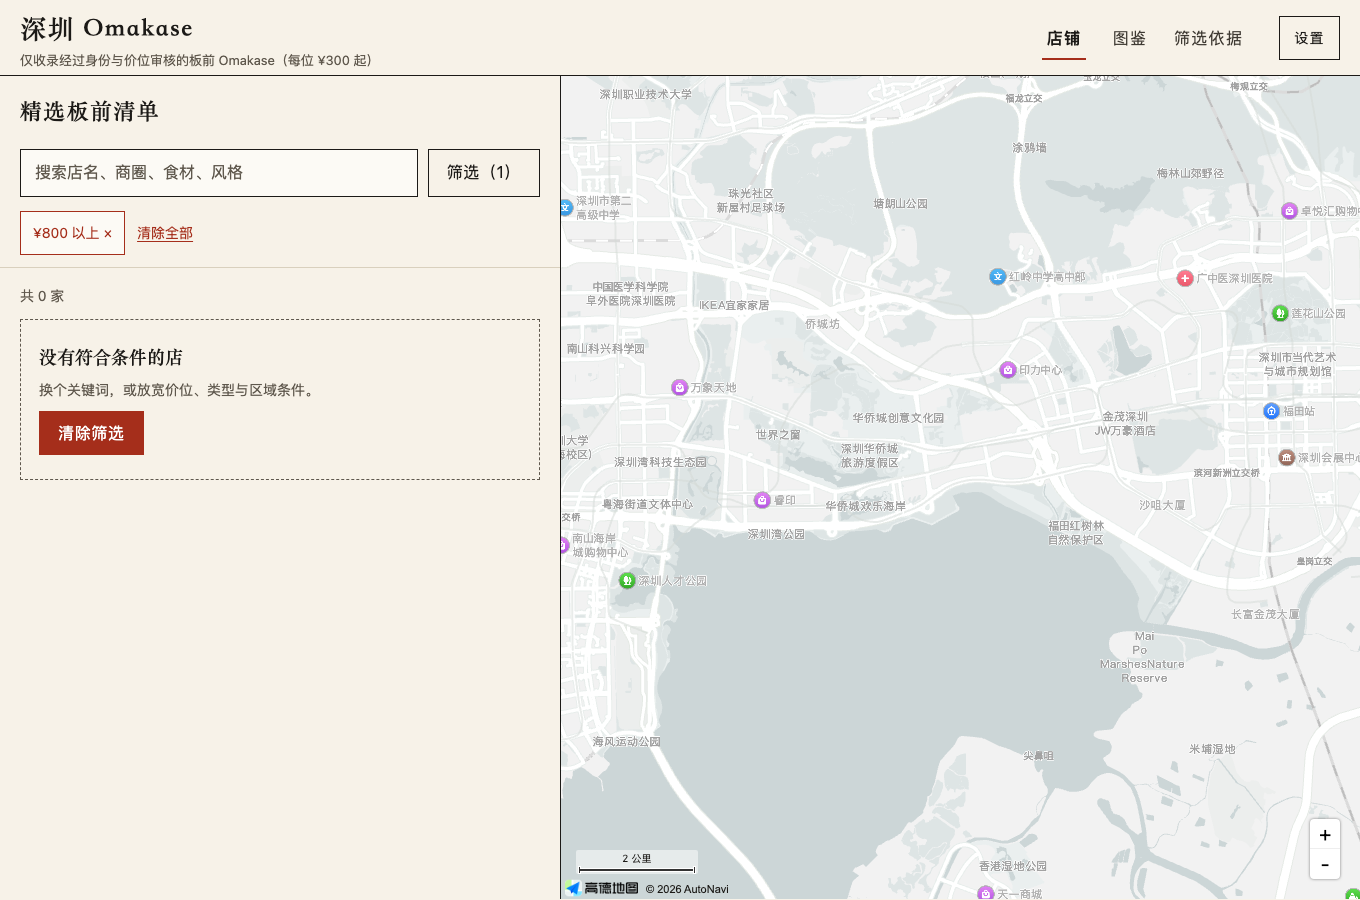 深圳 Omakase
仅收录经过身份与价位审核的板前 Omakase（每位 ¥300 起）
店铺
图鉴
筛选依据
设置
精选板前清单
搜索店名、商圈、食材、风格
筛选（1）
¥800 以上 ×
清除全部
共 0 家
没有符合条件的店
换个关键词，或放宽价位、类型与区域条件。
清除筛选
深圳职业技术大学
福龙立交
梅观立交
涂鸦墙
梅林山郊野径
深圳市第二
高级中学
珠光社区
新屋村足球场
塘朗山公园
卓悦汇购物中
红岭中学高中部
广中医深圳医院
中国医学科学院
阜外医院深圳医院
IKEA宜家家居
侨城坊
莲花山公园
南山科兴科学园
深圳市当代艺术
与城市规划馆
万象天地
印力中心
华侨城创意文化园
金茂深圳
JW万豪酒店
福田站
圳大学
海校区)
世界之窗
深圳华侨城
旅游度假区
深圳湾科技生态园
深圳会展中心
滨河新洲立交桥
粤海街道文体中心
睿印
华侨城欢乐海岸
沙咀大厦
交桥
深圳湾公园
福田红树林
自然保护区
南山海岸
城购物中心
皇岗立交
深圳人才公园
长富金茂大厦
Mai
Po
MarshesNature
Reserve
海风运动公园
尖鼻咀
米埔湿地
香港湿地公园
天一商城
2 公里
高德地图 © 2026 AutoNavi
+
-